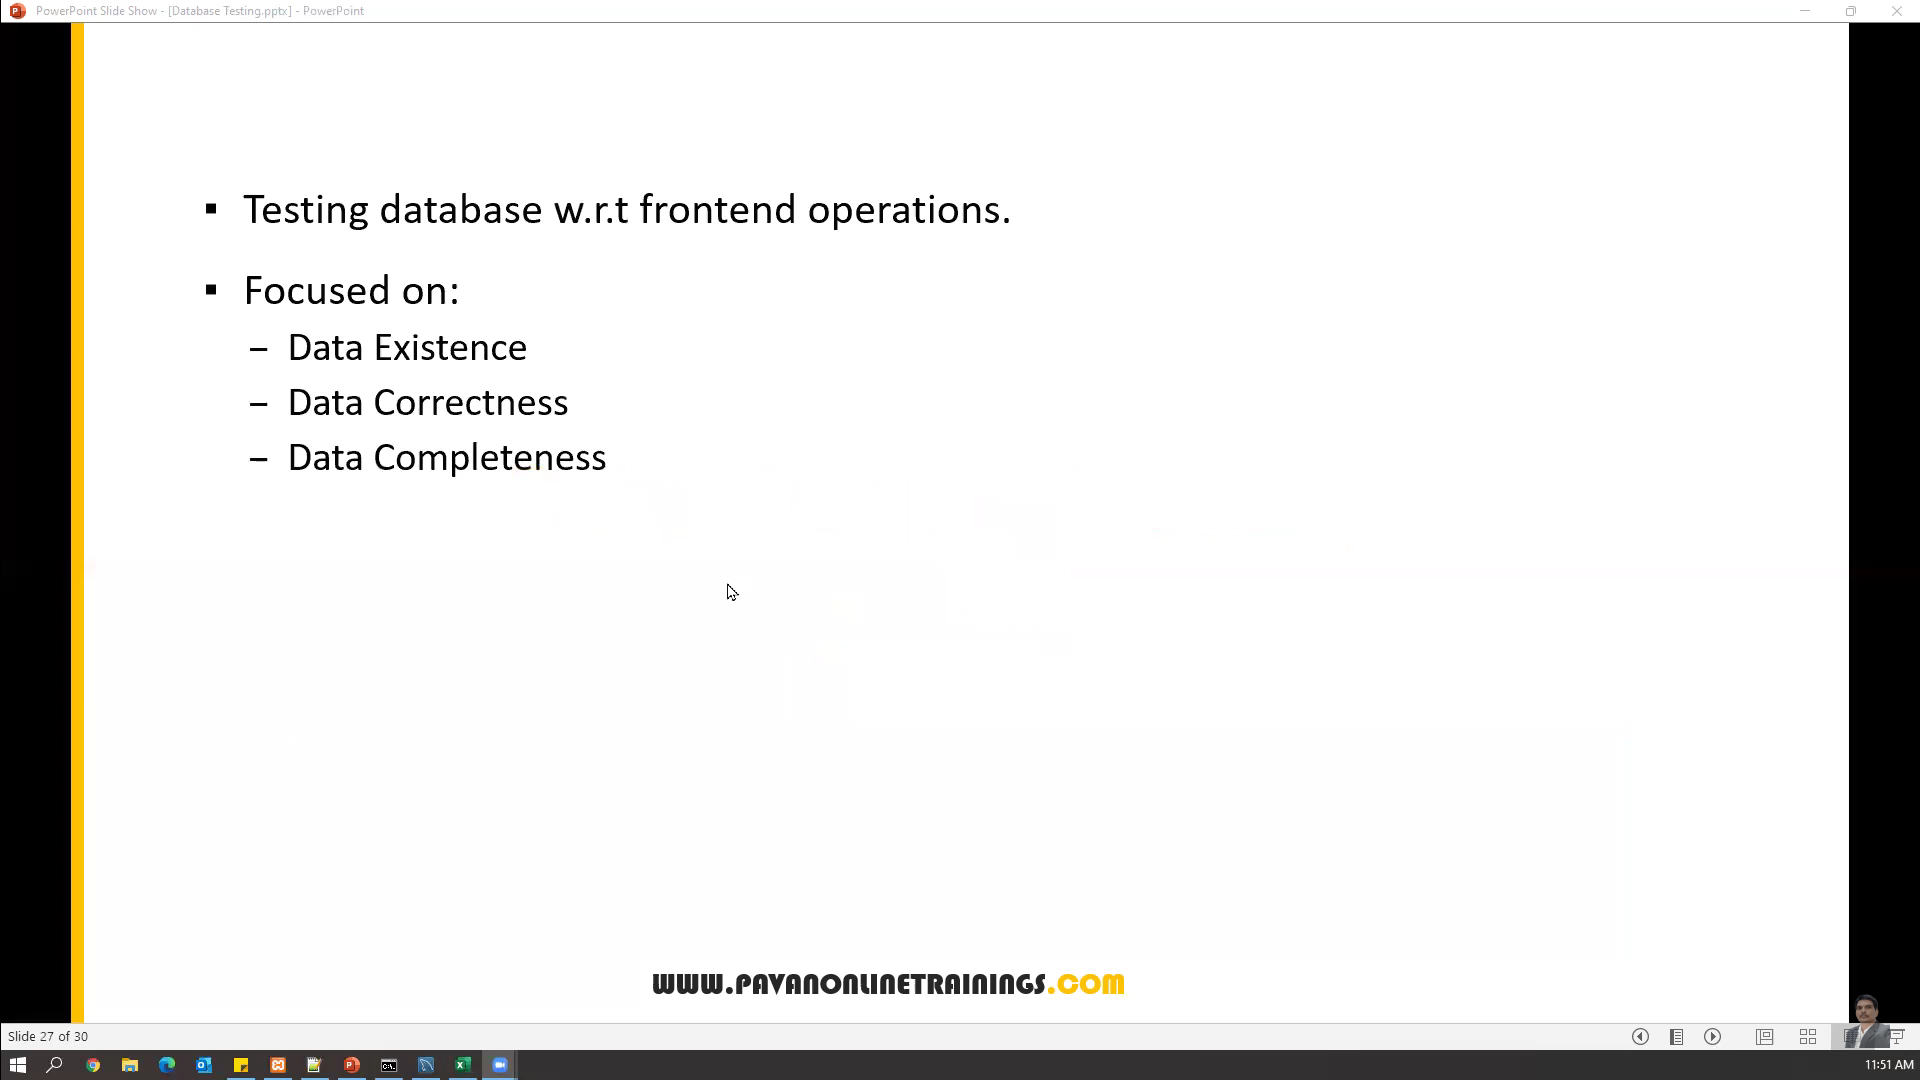 PowerPoint Slide Show - [Database Testing.pptx] - PowerPoint
▪ Testing database w.r.t frontend operations.
▪ Focused on:
– Data Existence
– Data Correctness
– Data Completeness
WWW.PAVANONLINETRAININGS.COM
Slide 27 of 30
11:51 AM